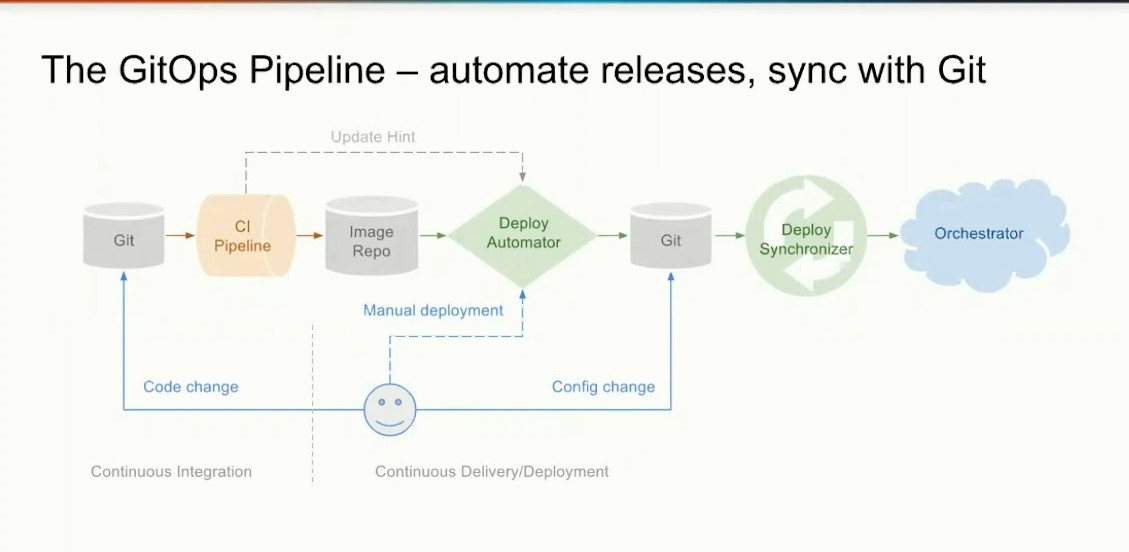 The GitOps Pipeline – automate releases, sync with Git
Update Hint
Git
CI
Pipeline
Image
Repo
Deploy
Automator
Git
Deploy
Synchronizer
Orchestrator
Manual deployment
Code change
Config change
Continuous Integration
Continuous Delivery/Deployment